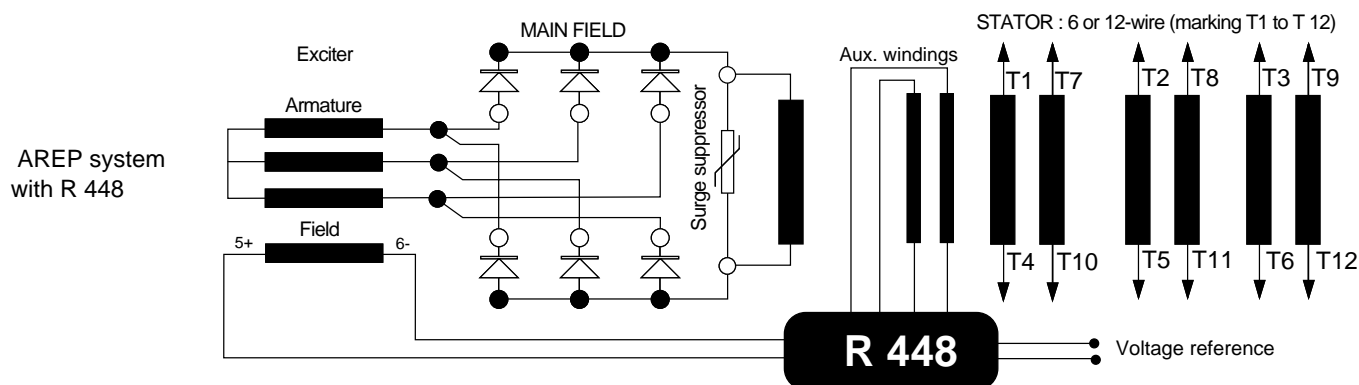 STATOR : 6 or 12-wire (marking T1 to T 12)
MAIN FIELD
Exciter
Aux. windings
T1
T7
T2
T8
T3
T9
Armature
Surge suppressor
AREP system
with R 448
Field
5+
6-
T4
T10
T5
T11
T6
T12
R 448
Voltage reference